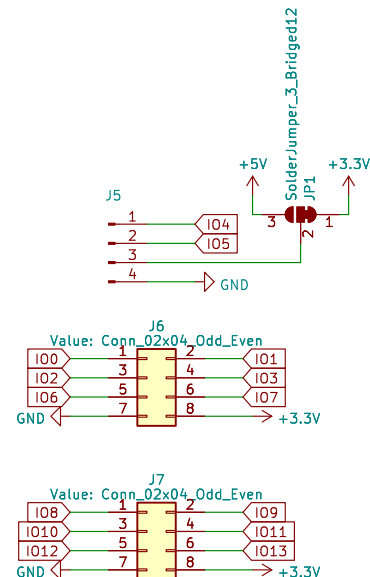 SolderJumper_3_Bridged12
JP1
+5V
+3.3V
3
2
1
J5
1
IO4
2
IO5
3
4
GND
J6
Value: Conn_02x04_Odd_Even
IO0
1
2
IO1
IO2
3
4
IO3
IO6
5
6
IO7
GND
7
8
+3.3V
J7
Value: Conn_02x04_Odd_Even
IO8
1
2
IO9
IO10
3
4
IO11
IO12
5
6
IO13
GND
7
8
+3.3V